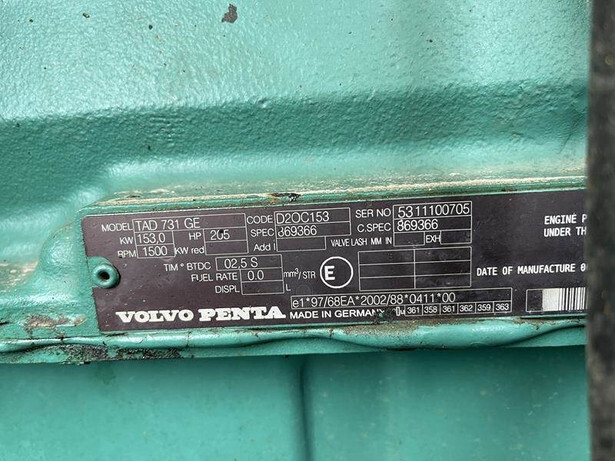 MODEL TAD 731 GE CODE D2OC153 SER NO 5311100705
KW 153,0 HP 205 SPEC 869366 C.SPEC 869366
RPM 1500 KW red Add I VALVE LASH MM IN EXH
TIM ° BTDC 02,5 S
FUEL RATE 0.0 mm³/STR E
DISPL L
e1*97/68EA*2002/88*0411*00
VOLVO PENTA MADE IN GERMANY 361 358 361 362 359 363
ENGINE
UNDER
DATE OF MANUFACTURE